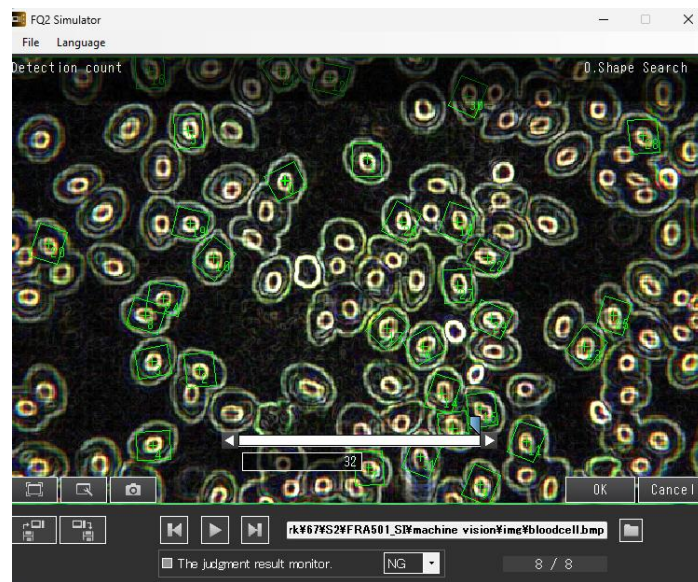 FQ2 Simulator
File Language
Detection count
0.Shape Search
32
OK
Cancel
rk¥67¥S2¥FRA501_SI¥machine vision¥img¥bloodcell.bmp
The judgment result monitor.
NG
8 / 8